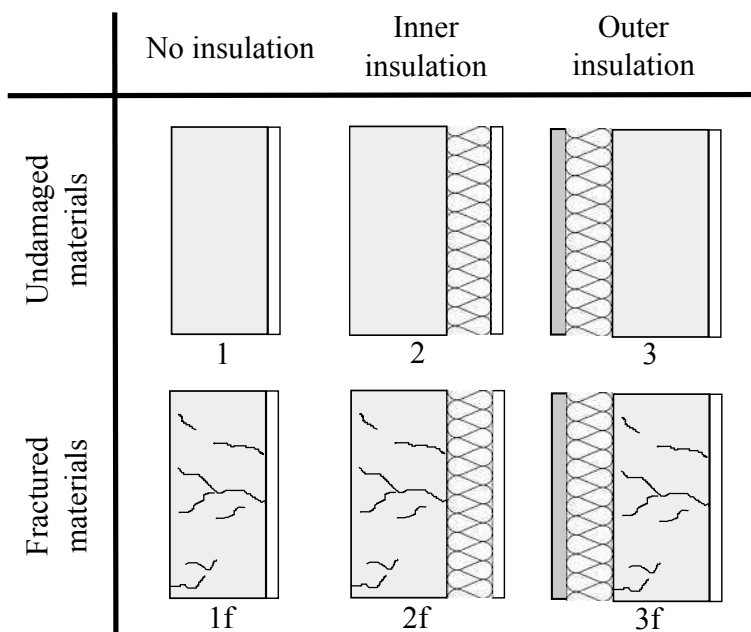 No insulation
Inner
insulation
Outer
insulation
Undamaged
materials
1
2
3
Fractured
materials
1f
2f
3f